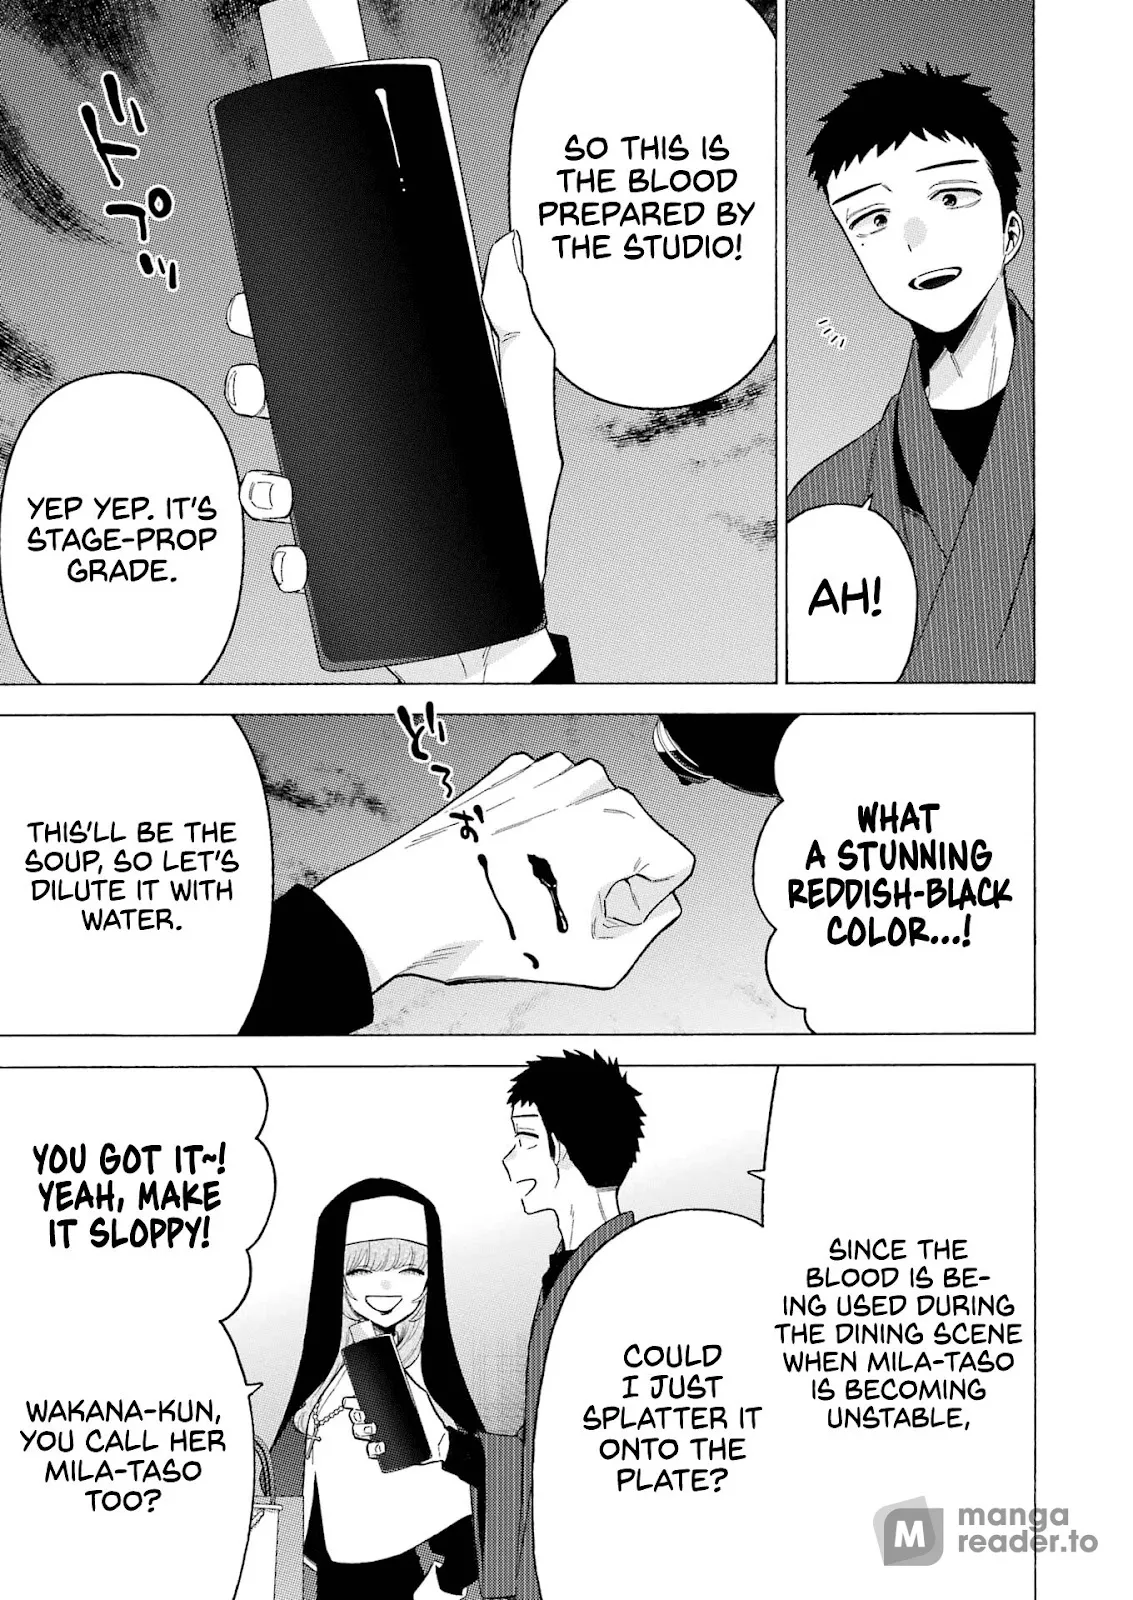 AH!
SO THIS IS
THE BLOOD
PREPARED BY
THE STUDIO!
ドス
YEP YEP. IT'S
STAGE-PROP
GRADE.
WHAT
A STUNNING
REDDISH-BLACK
COLOR...!
THIS'LL BE THE
SOUP, SO LET'S
DILUTE IT WITH
WATER.
SINCE THE
BLOOD IS BE-
ING USED DURING
THE DINING SCENE
WHEN MILA-TASO
IS BECOMING
UNSTABLE,
COULD
I JUST
SPLATTER IT
ONTO THE
PLATE?
YOU GOT IT~!
YEAH, MAKE
IT SLOPPY!
WAKANA-KUN,
YOU CALL HER
MILA-TASO
TOO?
M manga
reader.to